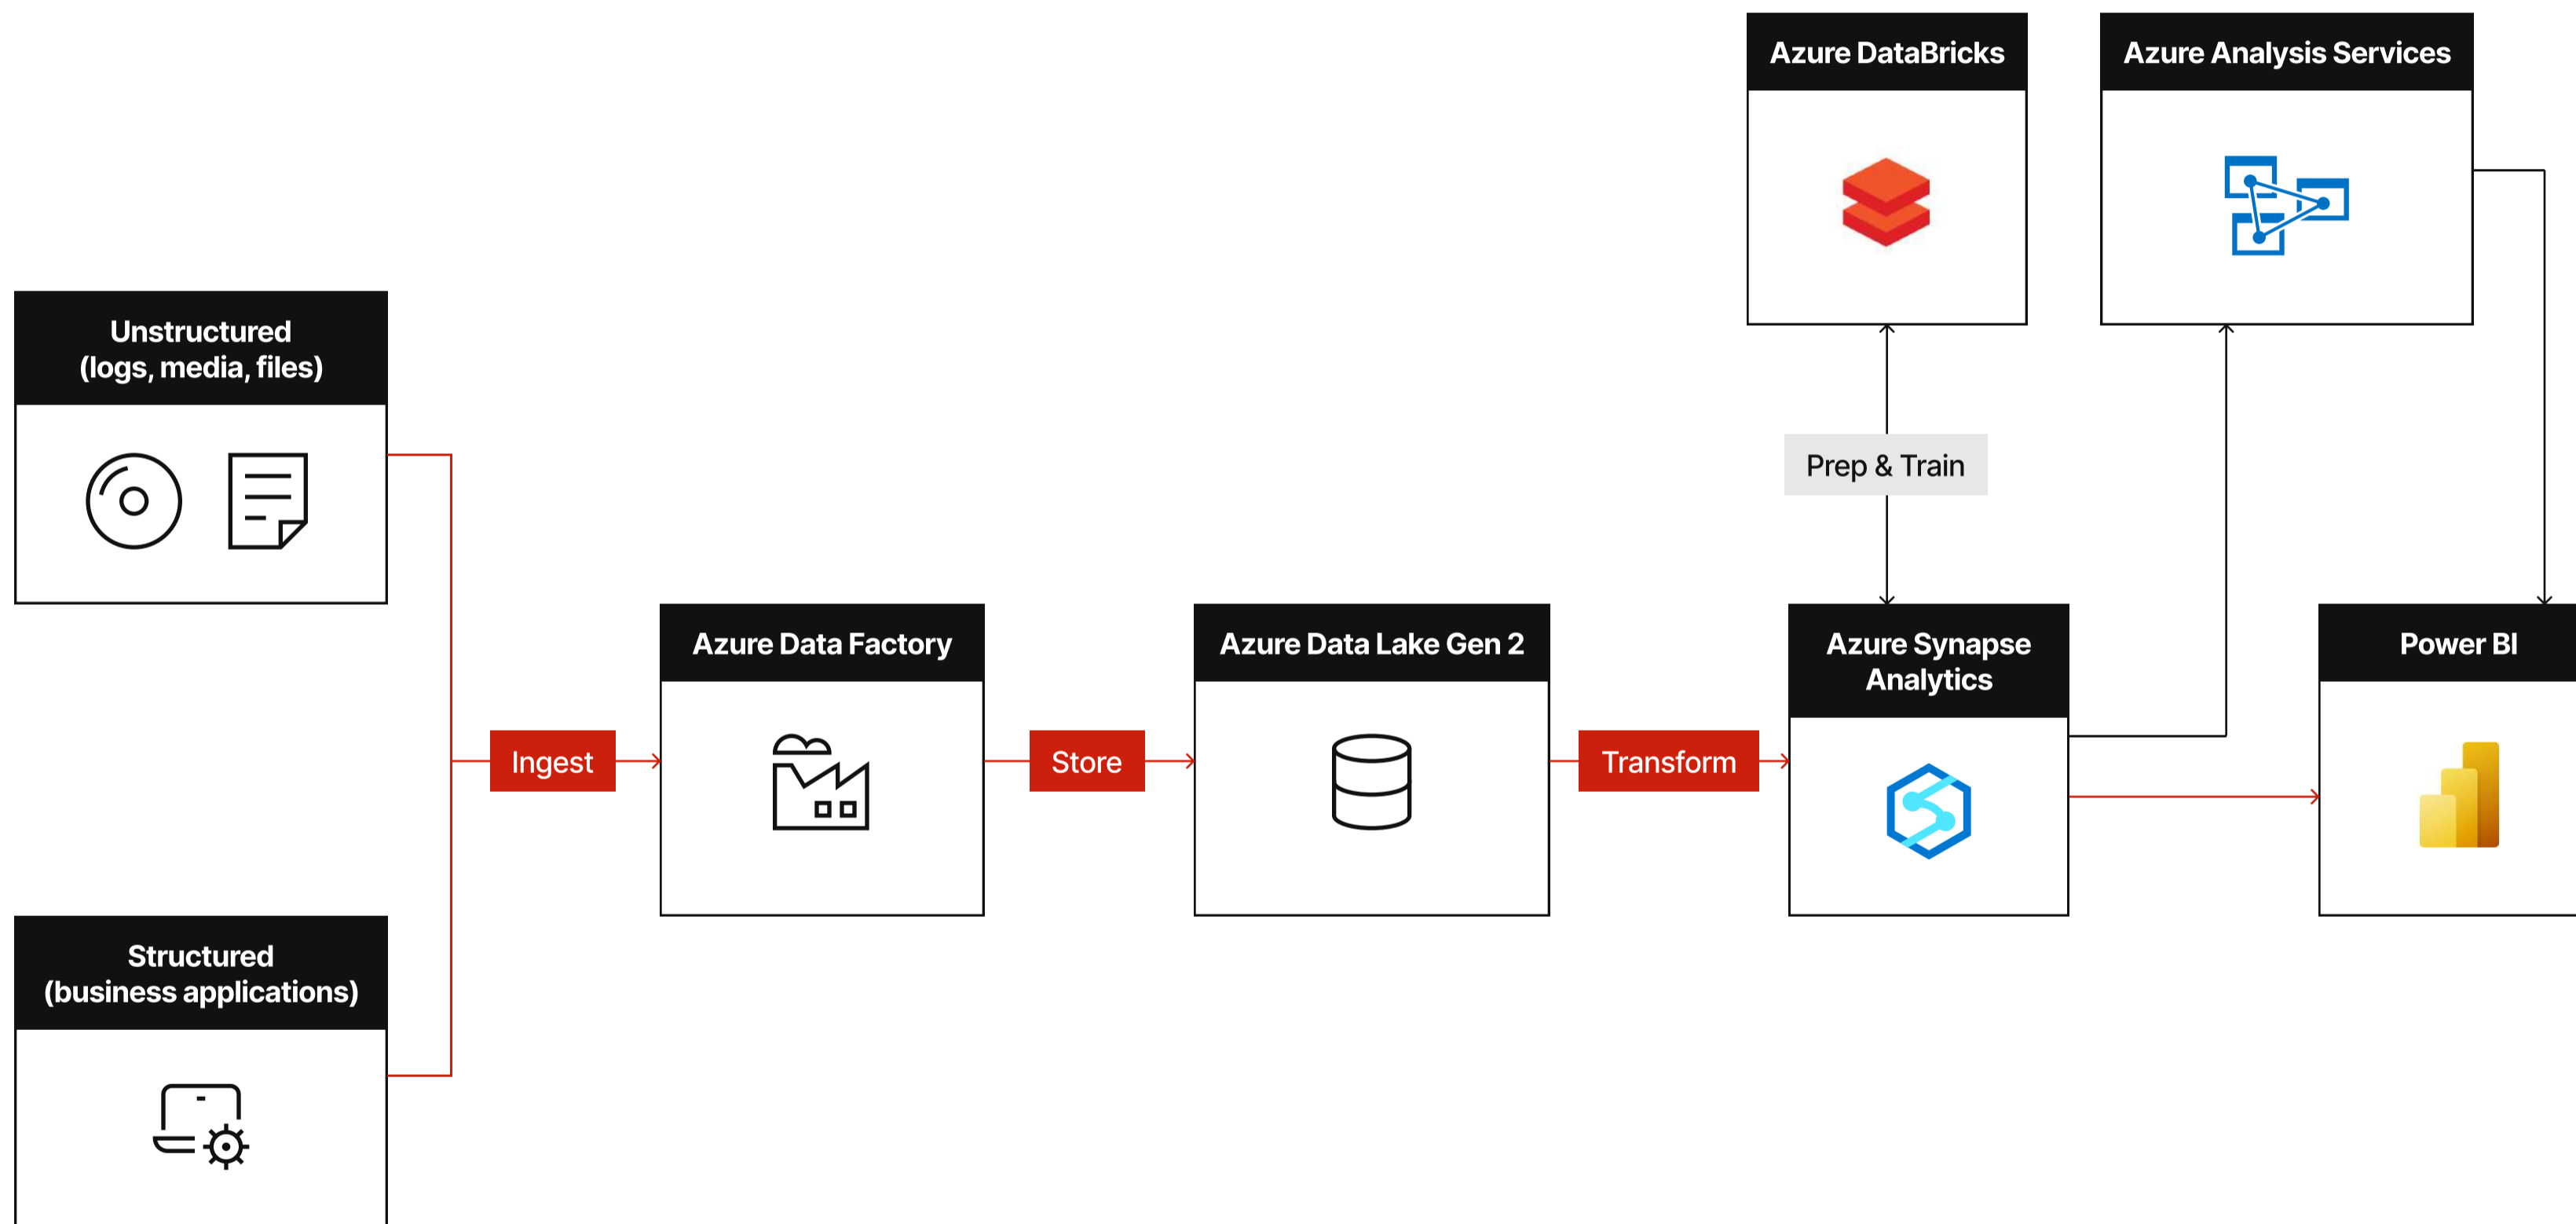 Azure DataBricks
Azure Analysis Services
Unstructured
(logs, media, files)
Prep & Train
Azure Data Factory
Azure Data Lake Gen 2
Azure Synapse
Analytics
Power BI
Ingest
Store
Transform
Structured
(business applications)